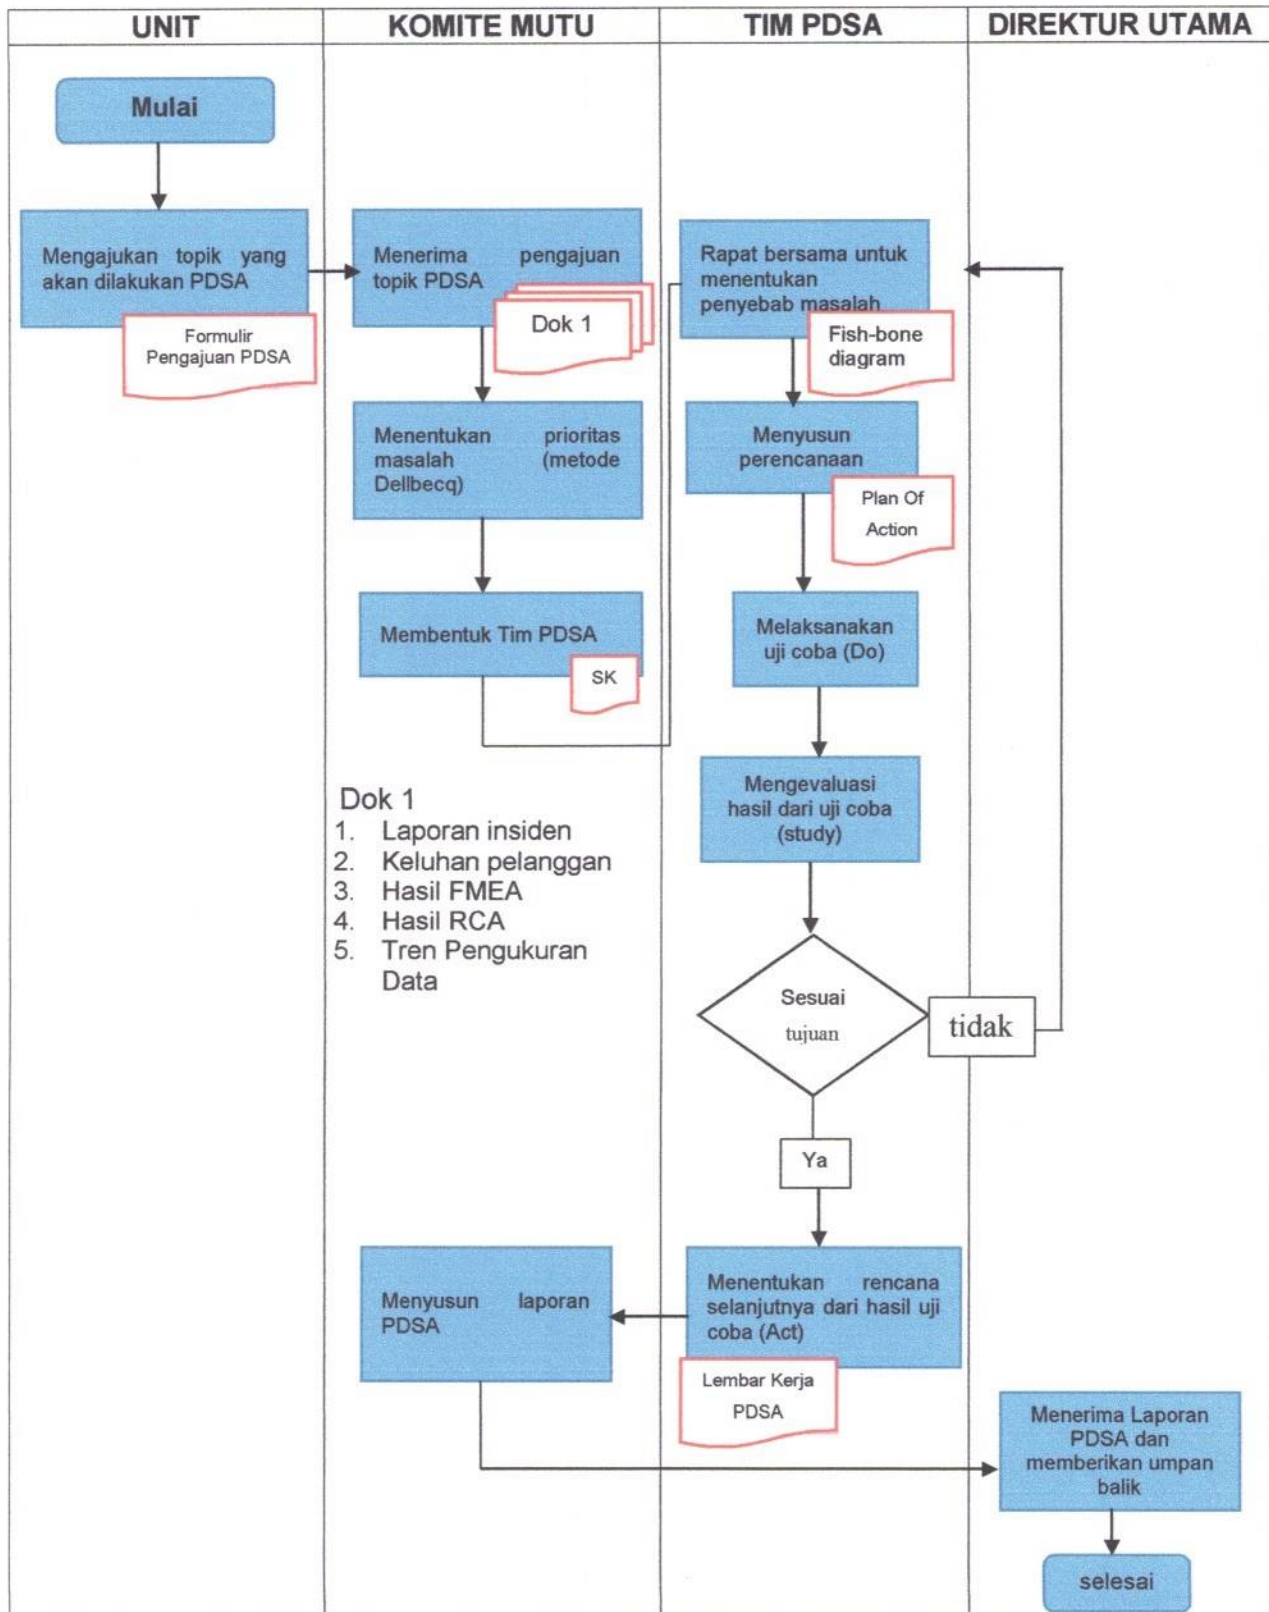 UNIT
KOMITE MUTU
TIM PDSA
DIREKTUR UTAMA
Mulai
Mengajukan topik yang
akan dilakukan PDSA
Formulir
Pengajuan PDSA
Menerima pengajuan
topik PDSA
Dok 1
Menentukan prioritas
masalah (metode
Dellbecq)
Membentuk Tim PDSA
SK
Dok 1
1. Laporan insiden
2. Keluhan pelanggan
3. Hasil FMEA
4. Hasil RCA
5. Tren Pengukuran
Data
Rapat bersama untuk
menentukan
penyebab masalah
Fish-bone
diagram
Menyusun
perencanaan
Plan Of
Action
Melaksanakan
uji coba (Do)
Mengevaluasi
hasil dari uji coba
(study)
Sesuai
tujuan
tidak
Ya
Menentukan rencana
selanjutnya dari hasil uji
coba (Act)
Lembar Kerja
PDSA
Menyusun laporan
PDSA
Menerima Laporan
PDSA dan
memberikan umpan
balik
selesai